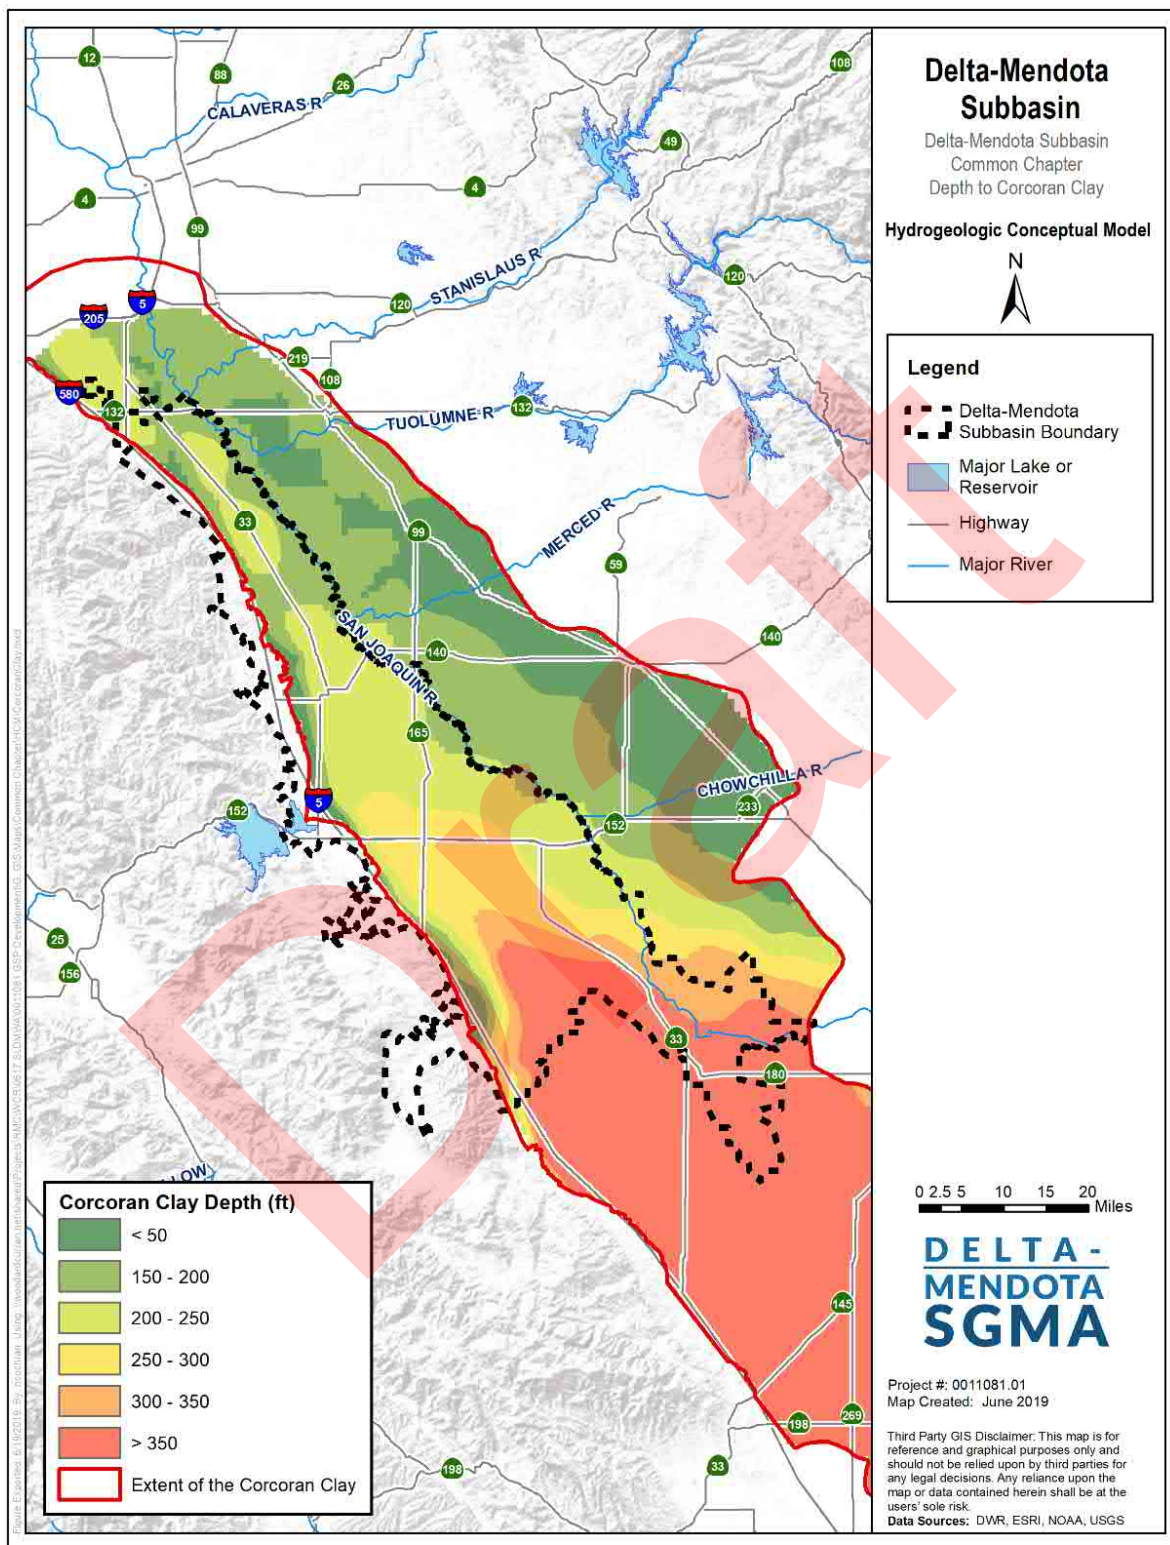 Delta-Mendota
Subbasin
Delta-Mendota Subbasin
Common Chapter
Depth to Corcoran Clay
Hydrogeologic Conceptual Model
N
Legend
Delta-Mendota
Subbasin Boundary
Major Lake or
Reservoir
Highway
Major River
12
88
26
108
CALAVERAS R
49
4
4
99
STANISLAUS R
120
5
205
120
219
108
580
132
TUOLUMNE R
132
33
99
MERCED R
59
SAN JOAQUIN R
140
140
165
CHOWCHILLA R
5
152
233
152
25
156
33
180
LLOW
145
198
269
198
33
Draft
Corcoran Clay Depth (ft)
< 50
150 - 200
200 - 250
250 - 300
300 - 350
> 350
Extent of the Corcoran Clay
0 2.5 5 10 15 20
Miles
DELTA-
MENDOTA
SGMA
Project #: 0011081.01
Map Created: June 2019
Third Party GIS Disclaimer: This map is for
reference and graphical purposes only and
should not be relied upon by third parties for
any legal decisions. Any reliance upon the
map or data contained herein shall be at the
users' sole risk.
Data Sources: DWR, ESRI, NOAA, USGS